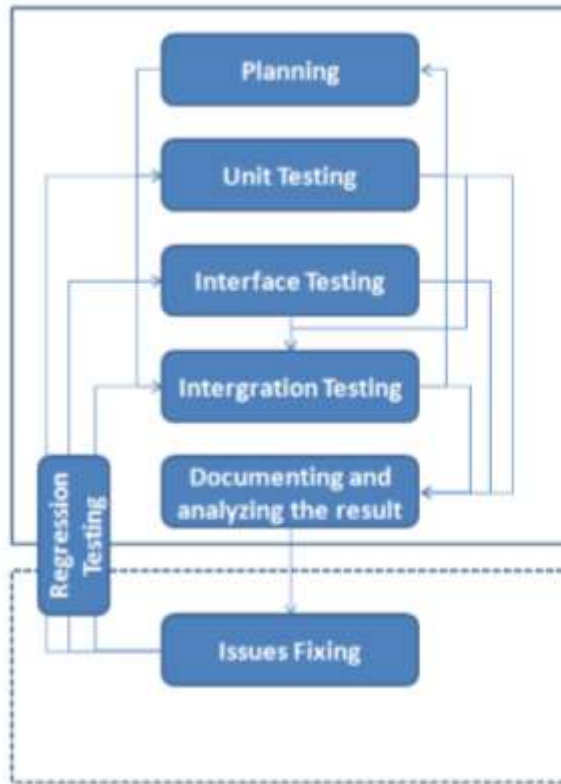 Planning
Unit Testing
Interface Testing
Intergration Testing
Documenting and
analyzing the result
Regression
Testing
Issues Fixing